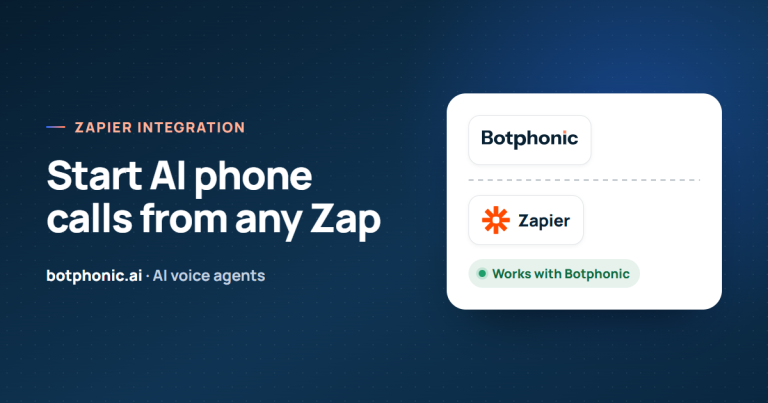 ZAPIER INTEGRATION
Start AI phone
calls from any Zap
botphonic.ai · AI voice agents
Botphonic
Zapier
Works with Botphonic